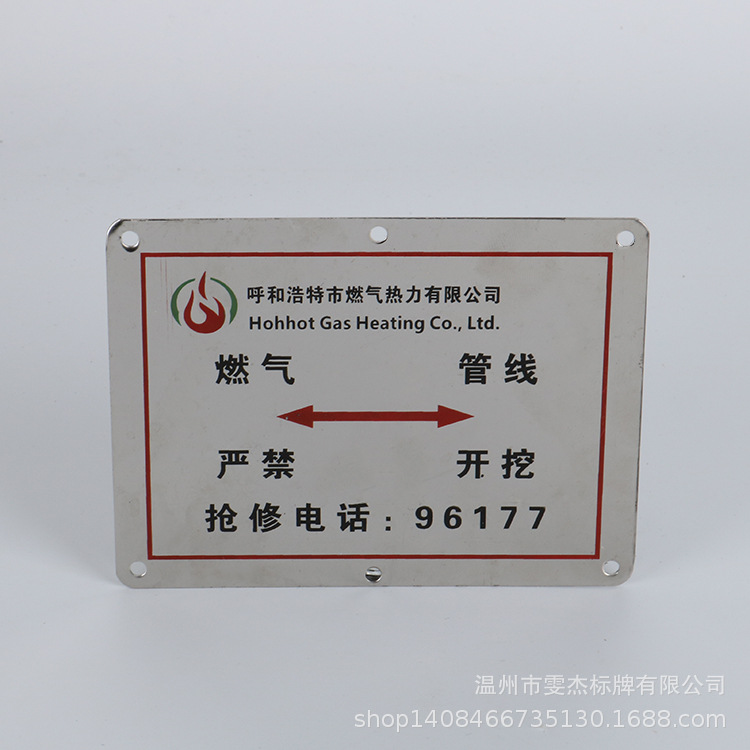 呼和浩特市燃气热力有限公司
Hohhot Gas Heating Co., Ltd.
燃气 管线
严禁 开挖
抢修电话：96177
温州市雯杰标牌有限公司
shop1408466735130.1688.com